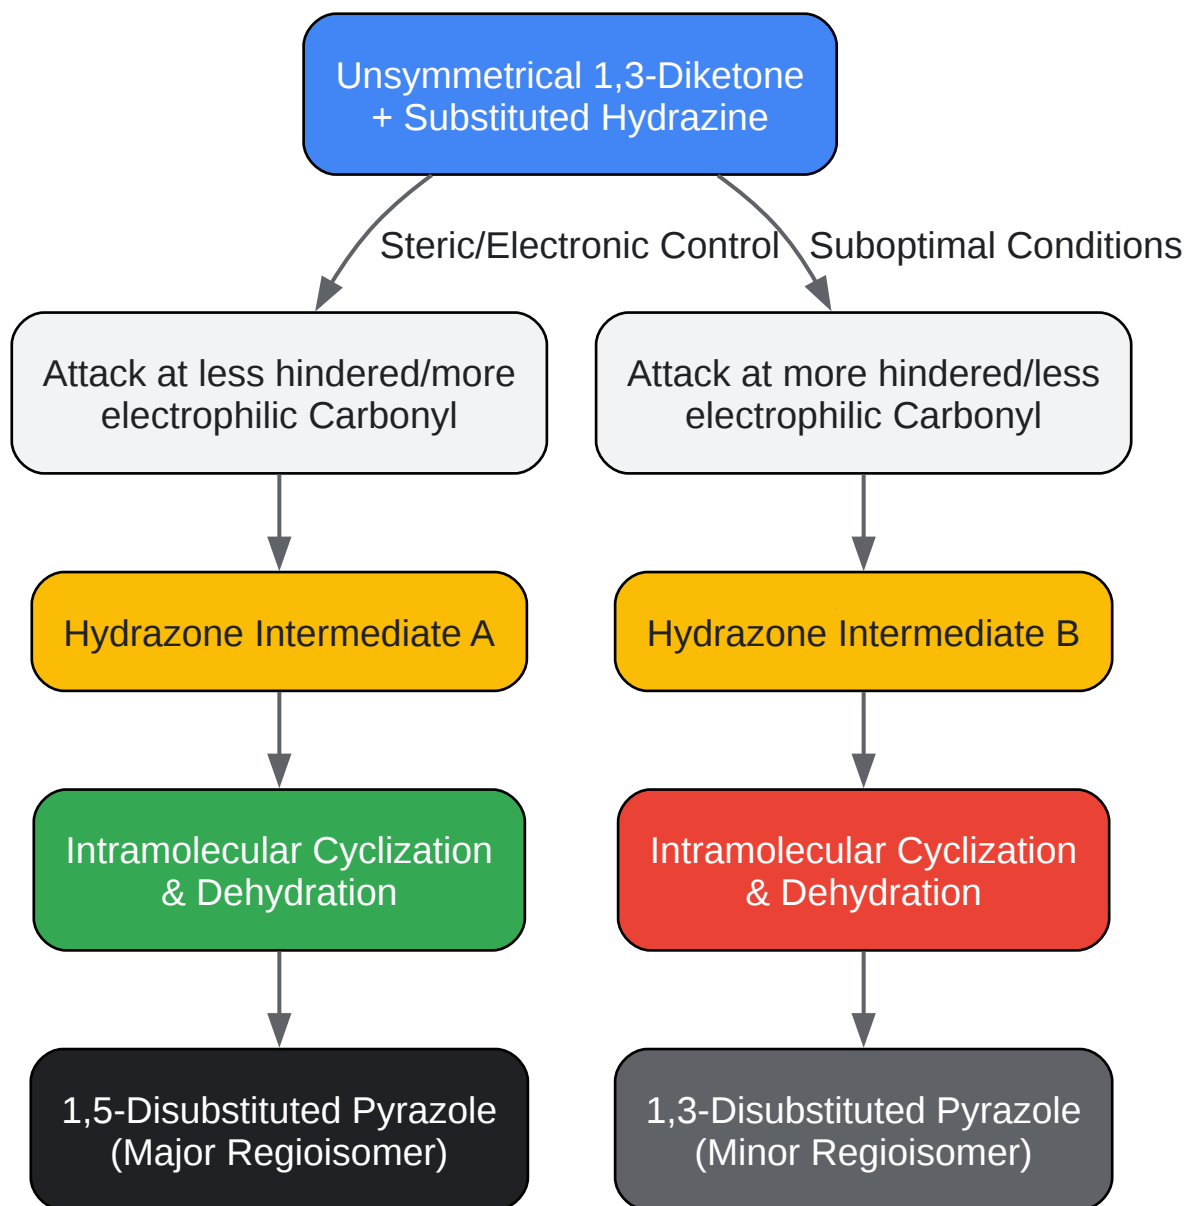 Unsymmetrical 1,3-Diketone
+ Substituted Hydrazine
Steric/Electronic Control
Suboptimal Conditions
Attack at less hindered/more
electrophilic Carbonyl
Attack at more hindered/less
electrophilic Carbonyl
Hydrazone Intermediate A
Hydrazone Intermediate B
Intramolecular Cyclization
& Dehydration
Intramolecular Cyclization
& Dehydration
1,5-Disubstituted Pyrazole
(Major Regioisomer)
1,3-Disubstituted Pyrazole
(Minor Regioisomer)